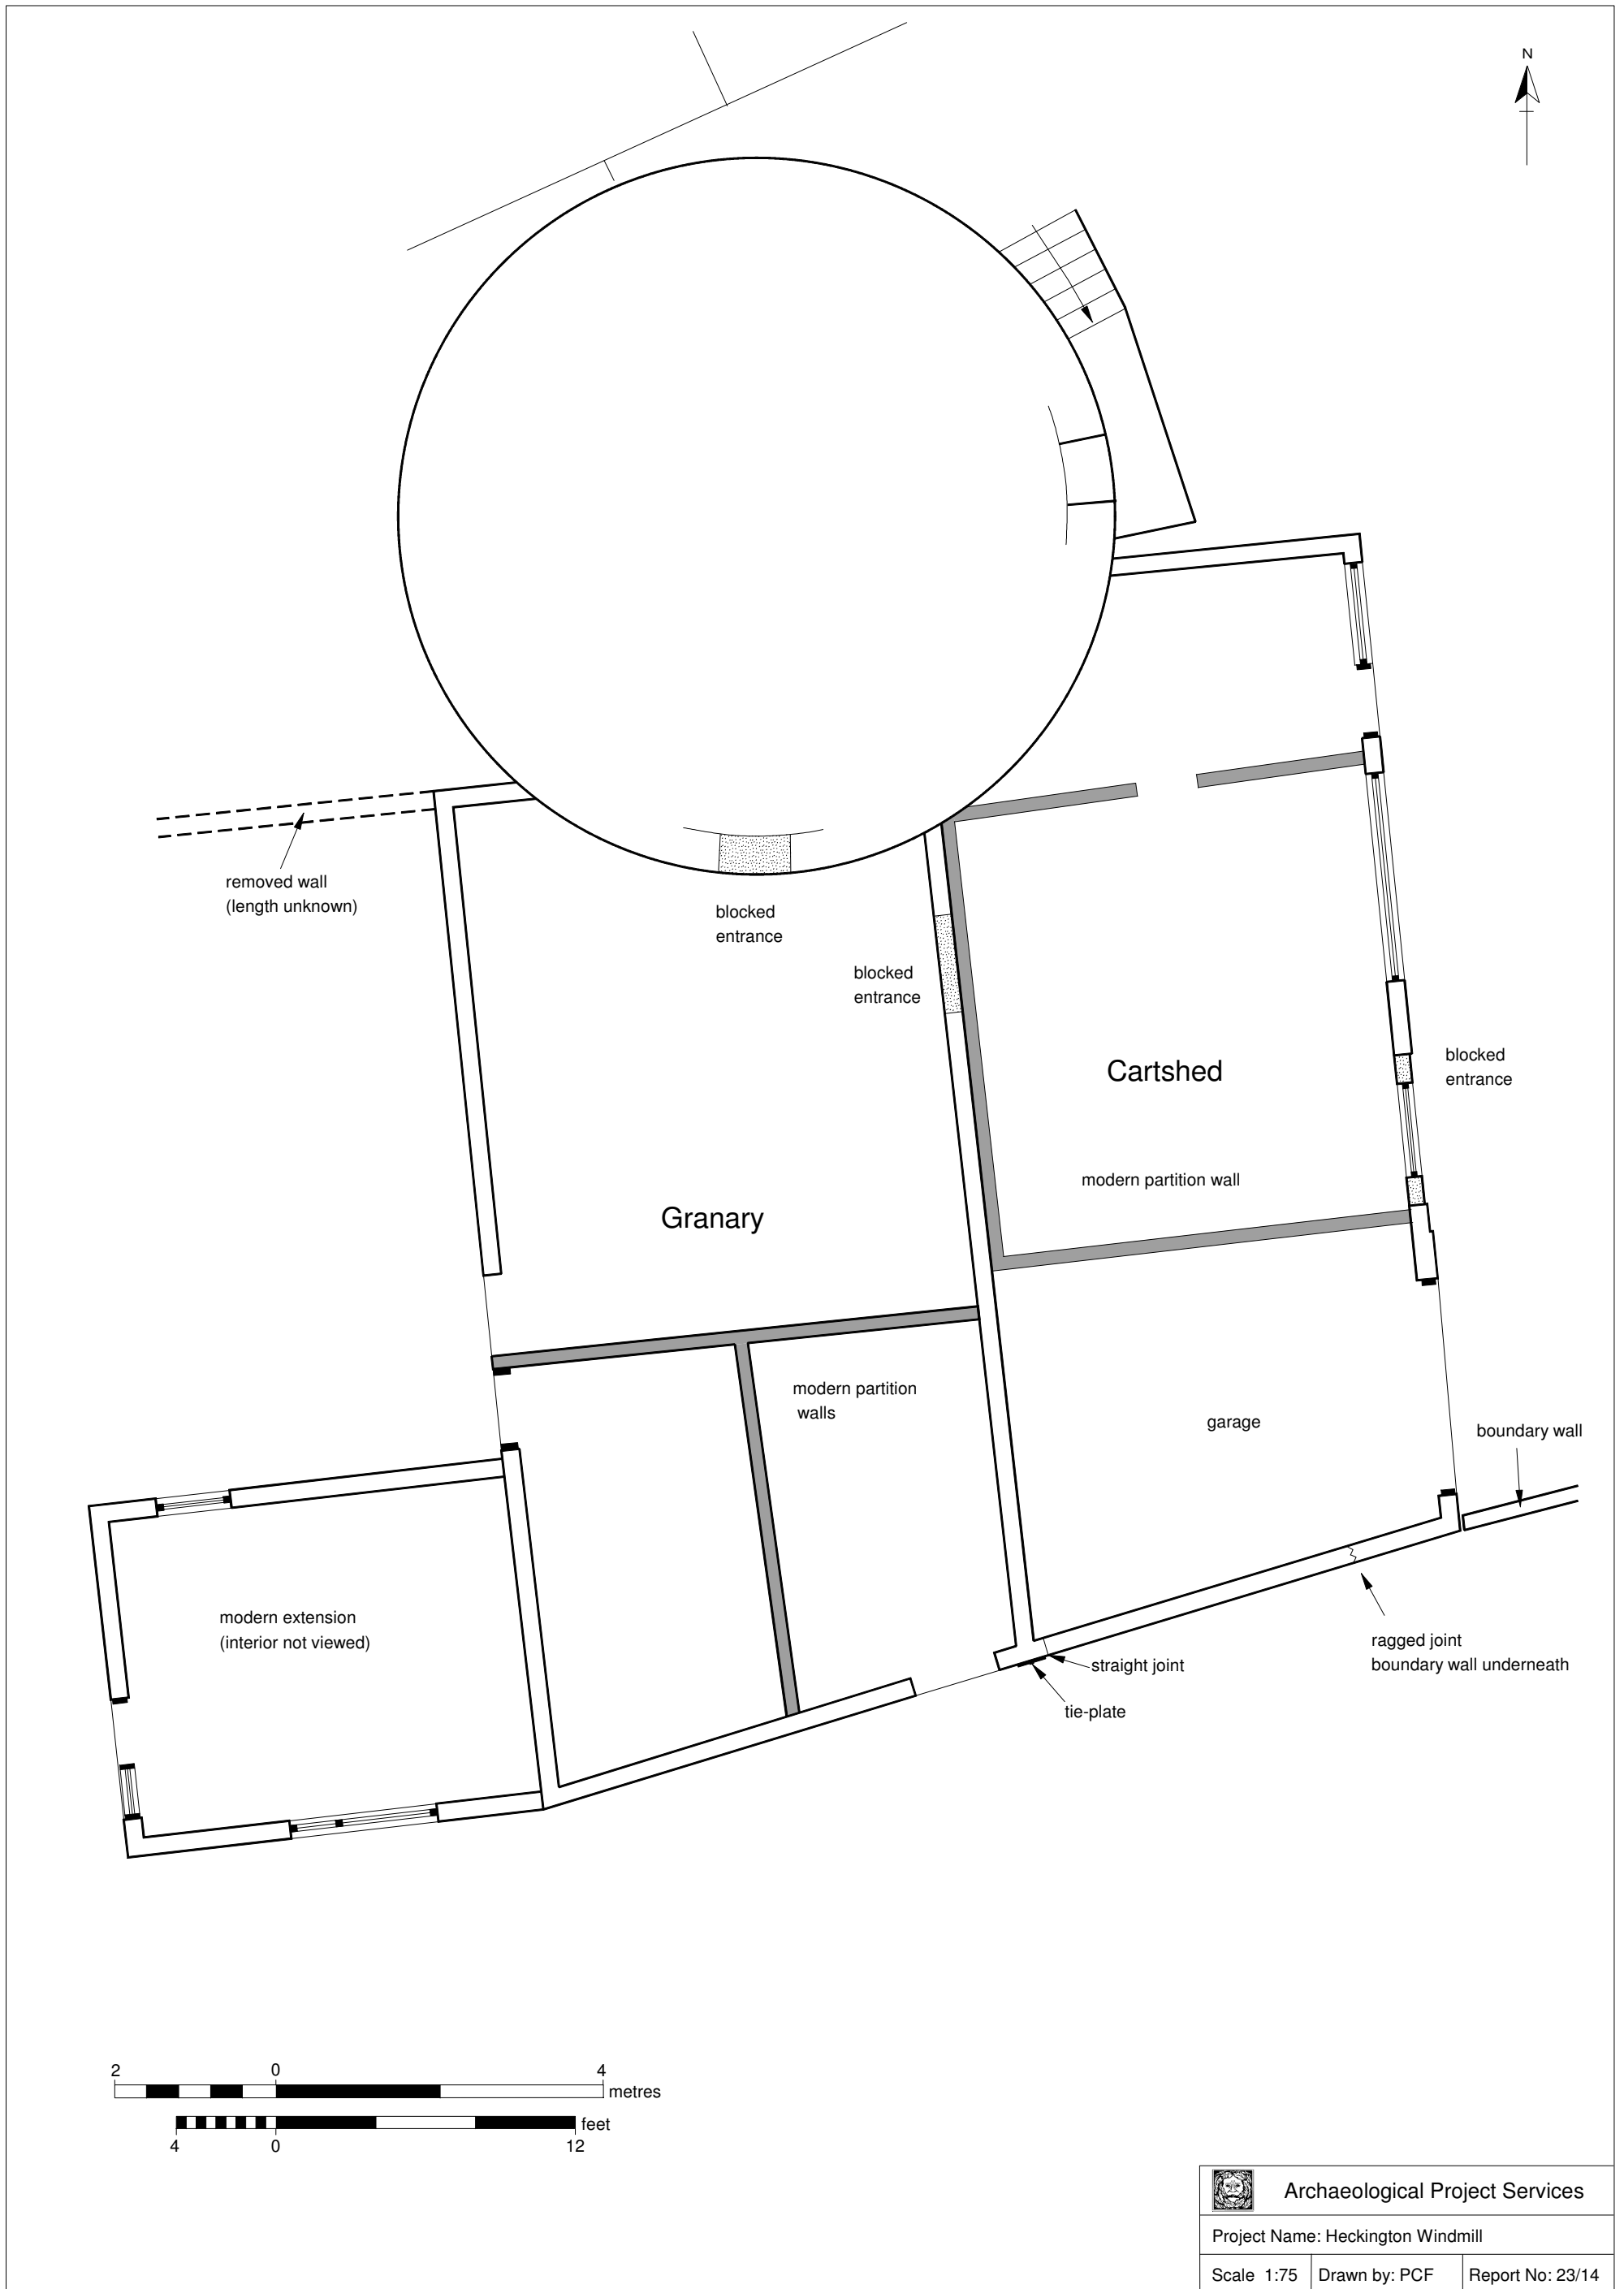 N
removed wall
(length unknown)
blocked
entrance
blocked
entrance
Cartshed
blocked
entrance
modern partition wall
Granary
modern partition
walls
garage
boundary wall
modern extension
(interior not viewed)
ragged joint
boundary wall underneath
straight joint
tie-plate
2 0 4
metres
feet
4 0 12
Archaeological Project Services
Project Name: Heckington Windmill
Scale 1:75 Drawn by: PCF Report No: 23/14